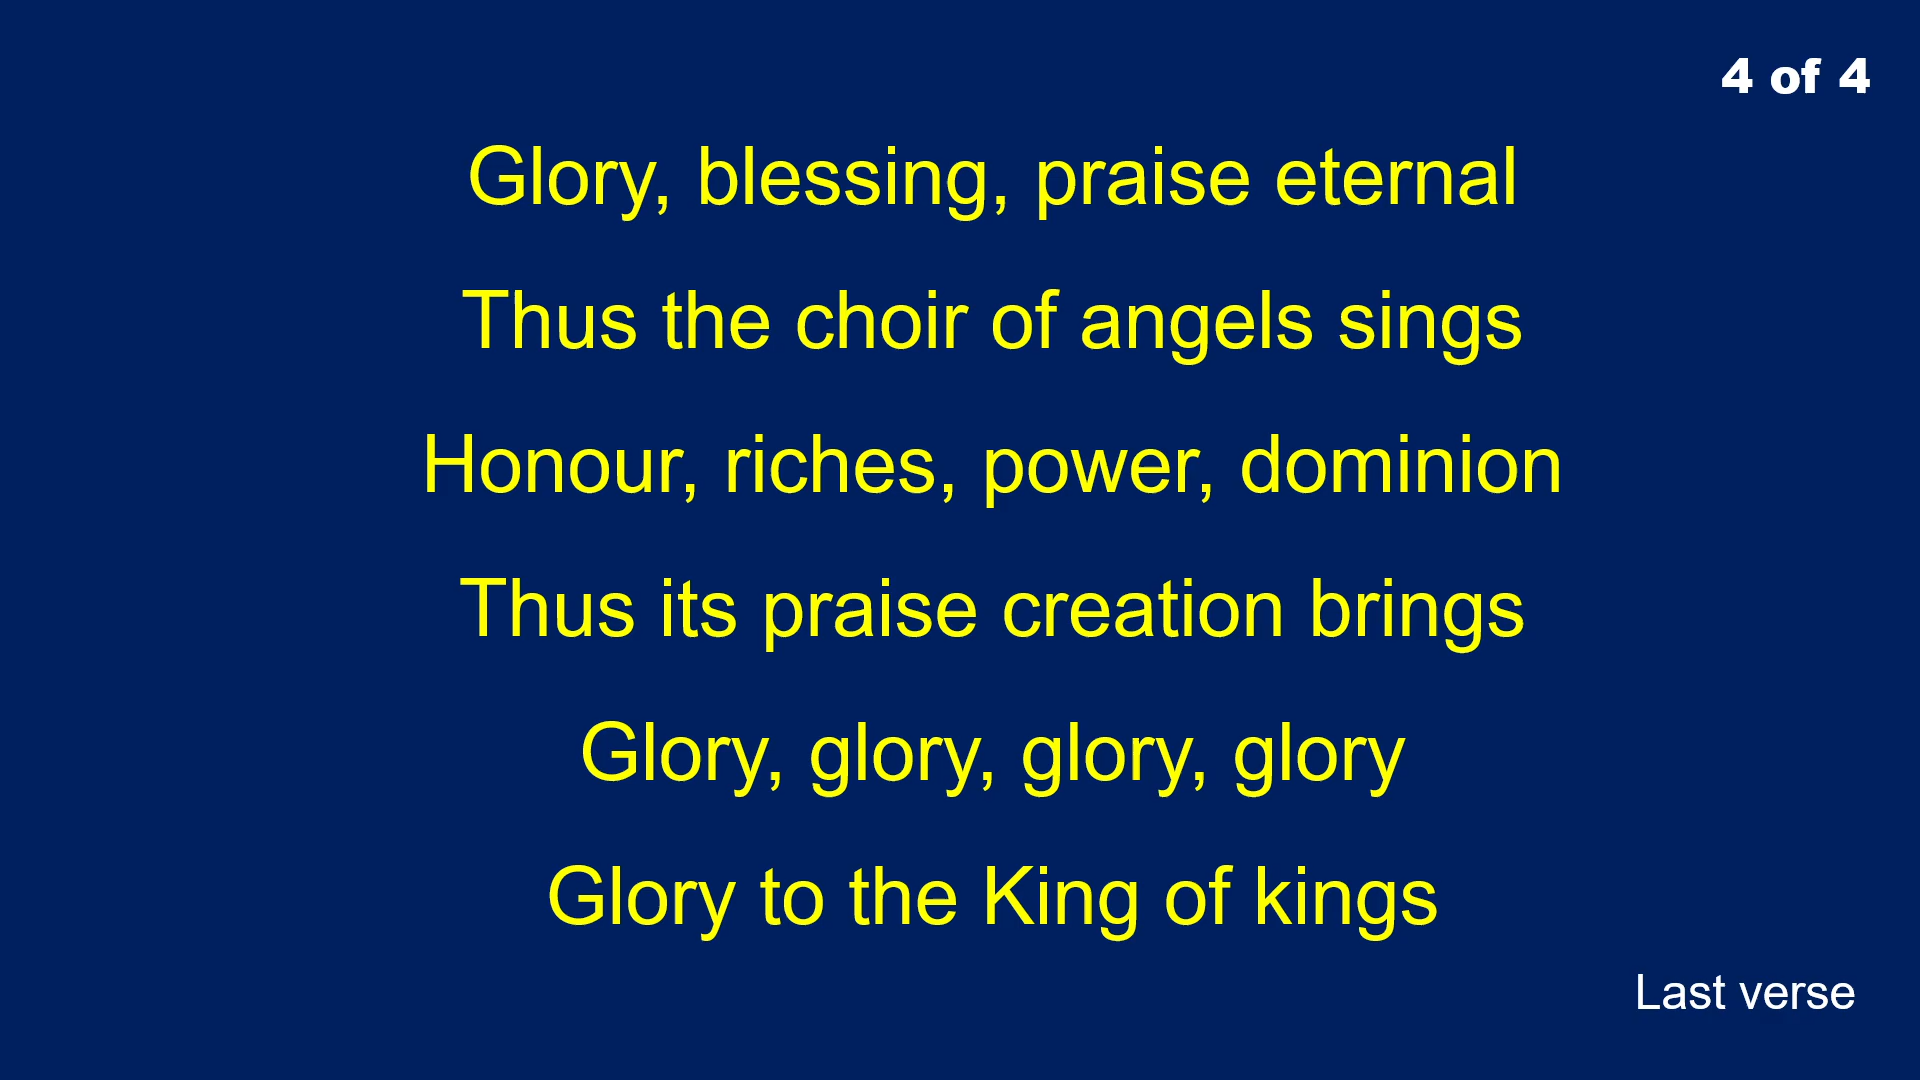 4 of 4
Glory, blessing, praise eternal
Thus the choir of angels sings
Honour, riches, power, dominion
Thus its praise creation brings
Glory, glory, glory, glory
Glory to the King of kings
Last verse